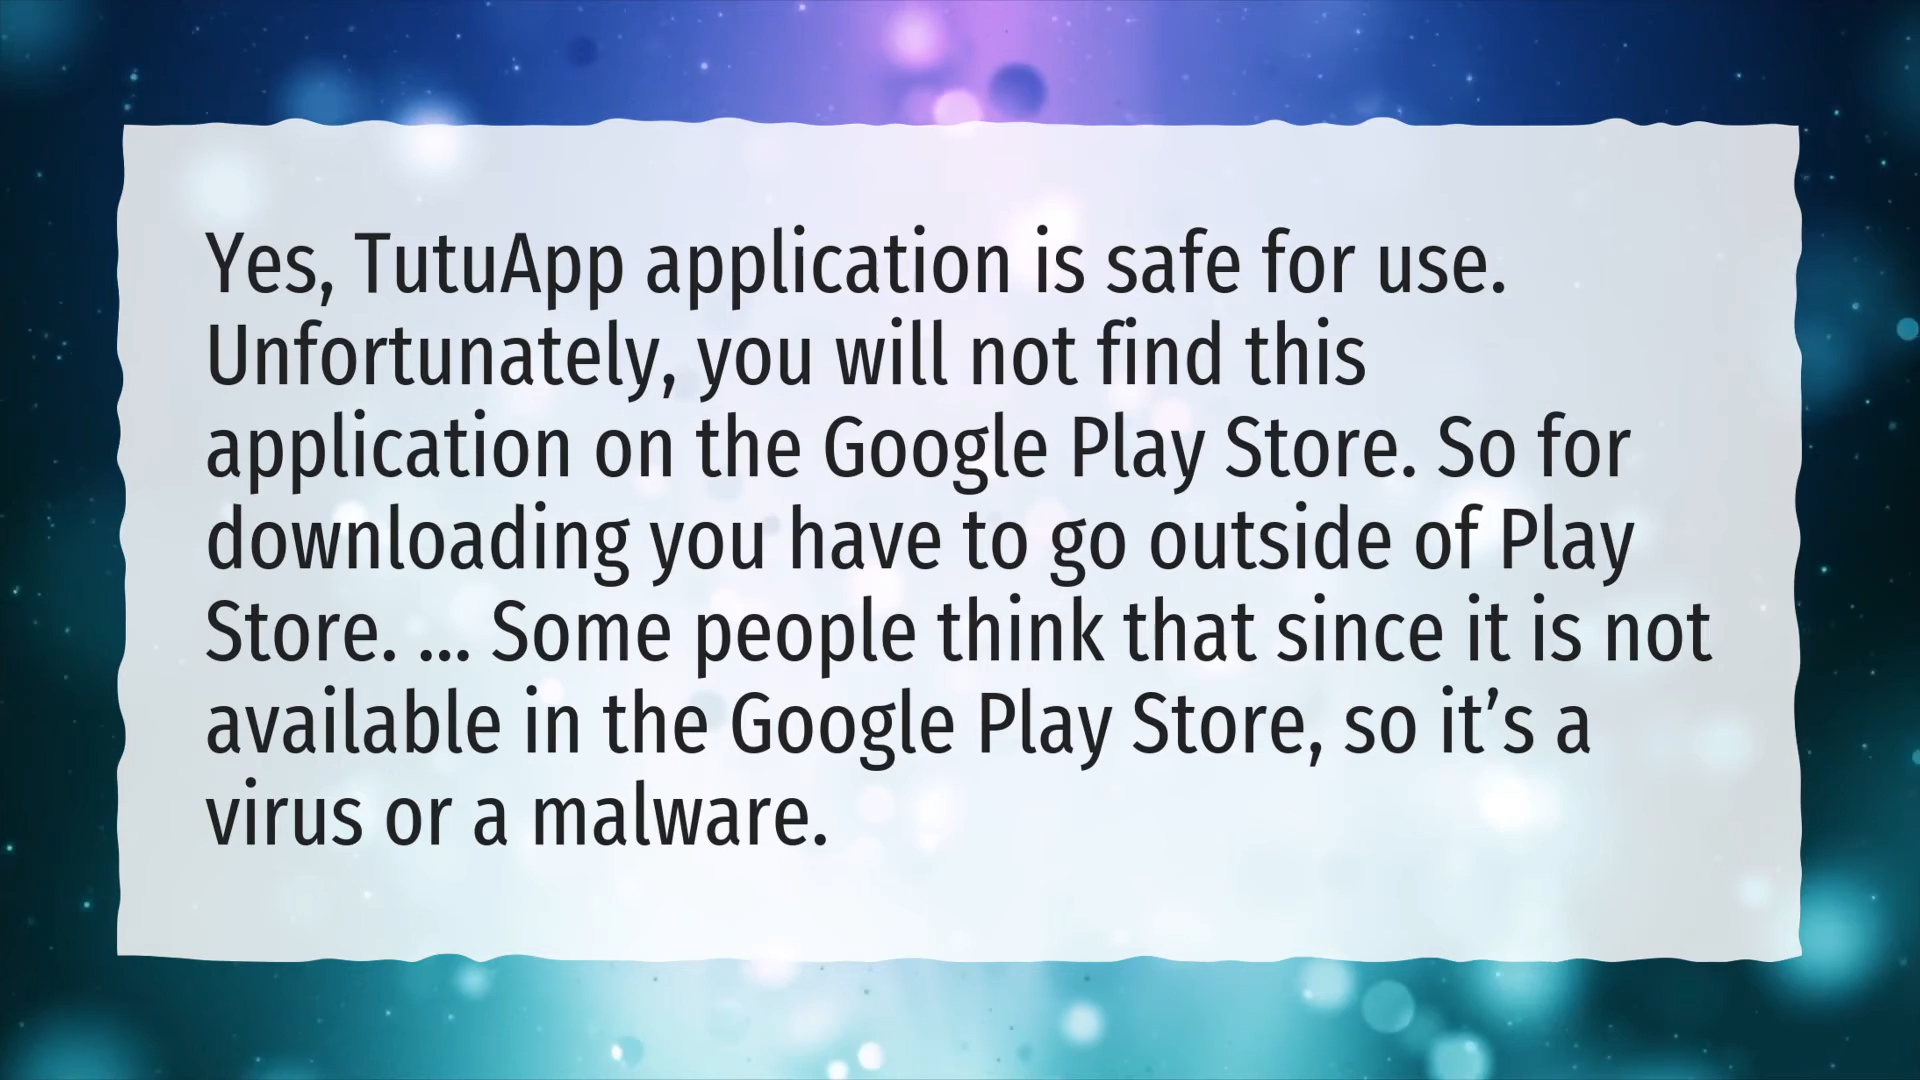 Yes, TutuApp application is safe for use.
Unfortunately, you will not find this
application on the Google Play Store. So for
downloading you have to go outside of Play
Store. ... Some people think that since it is not
available in the Google Play Store, so it’s a
virus or a malware.